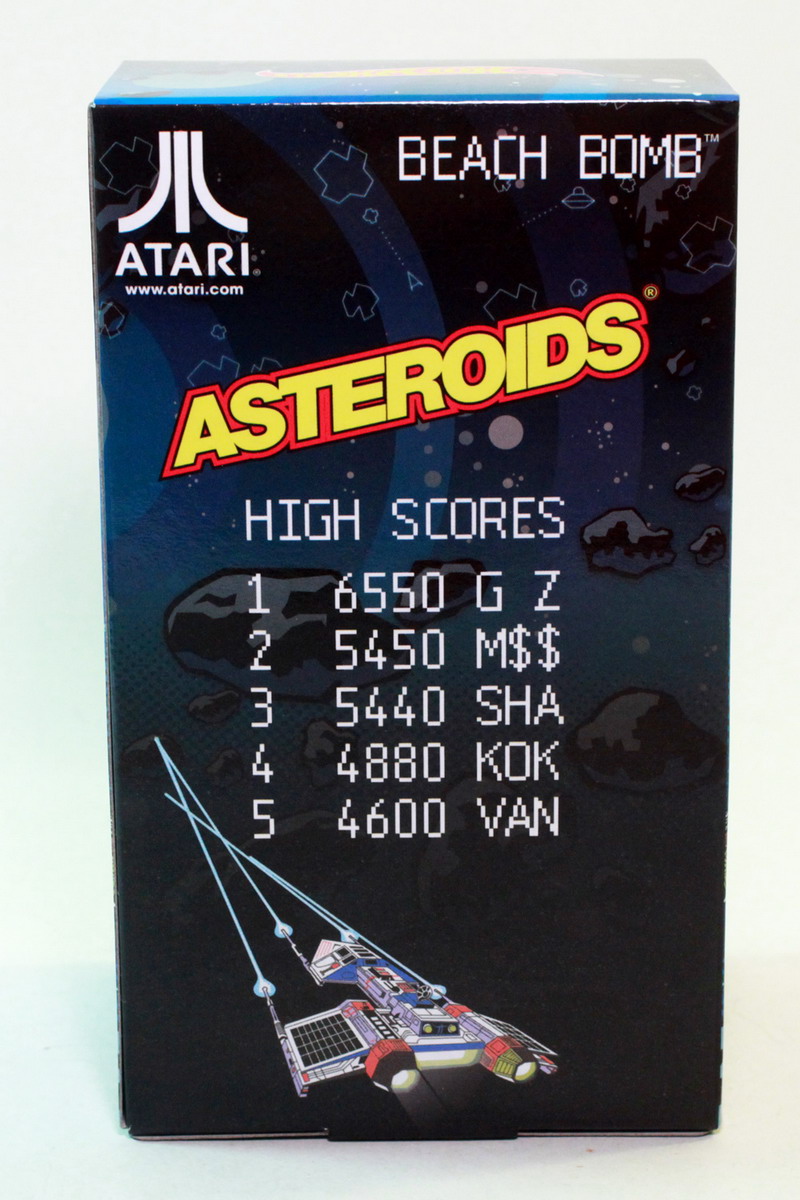 BEACH BOMB™
ATARI®
www.atari.com
ASTEROIDS®
HIGH SCORES
1 6550 G Z
2 5450 M$$
3 5440 SHA
4 4880 KOK
5 4600 VAN